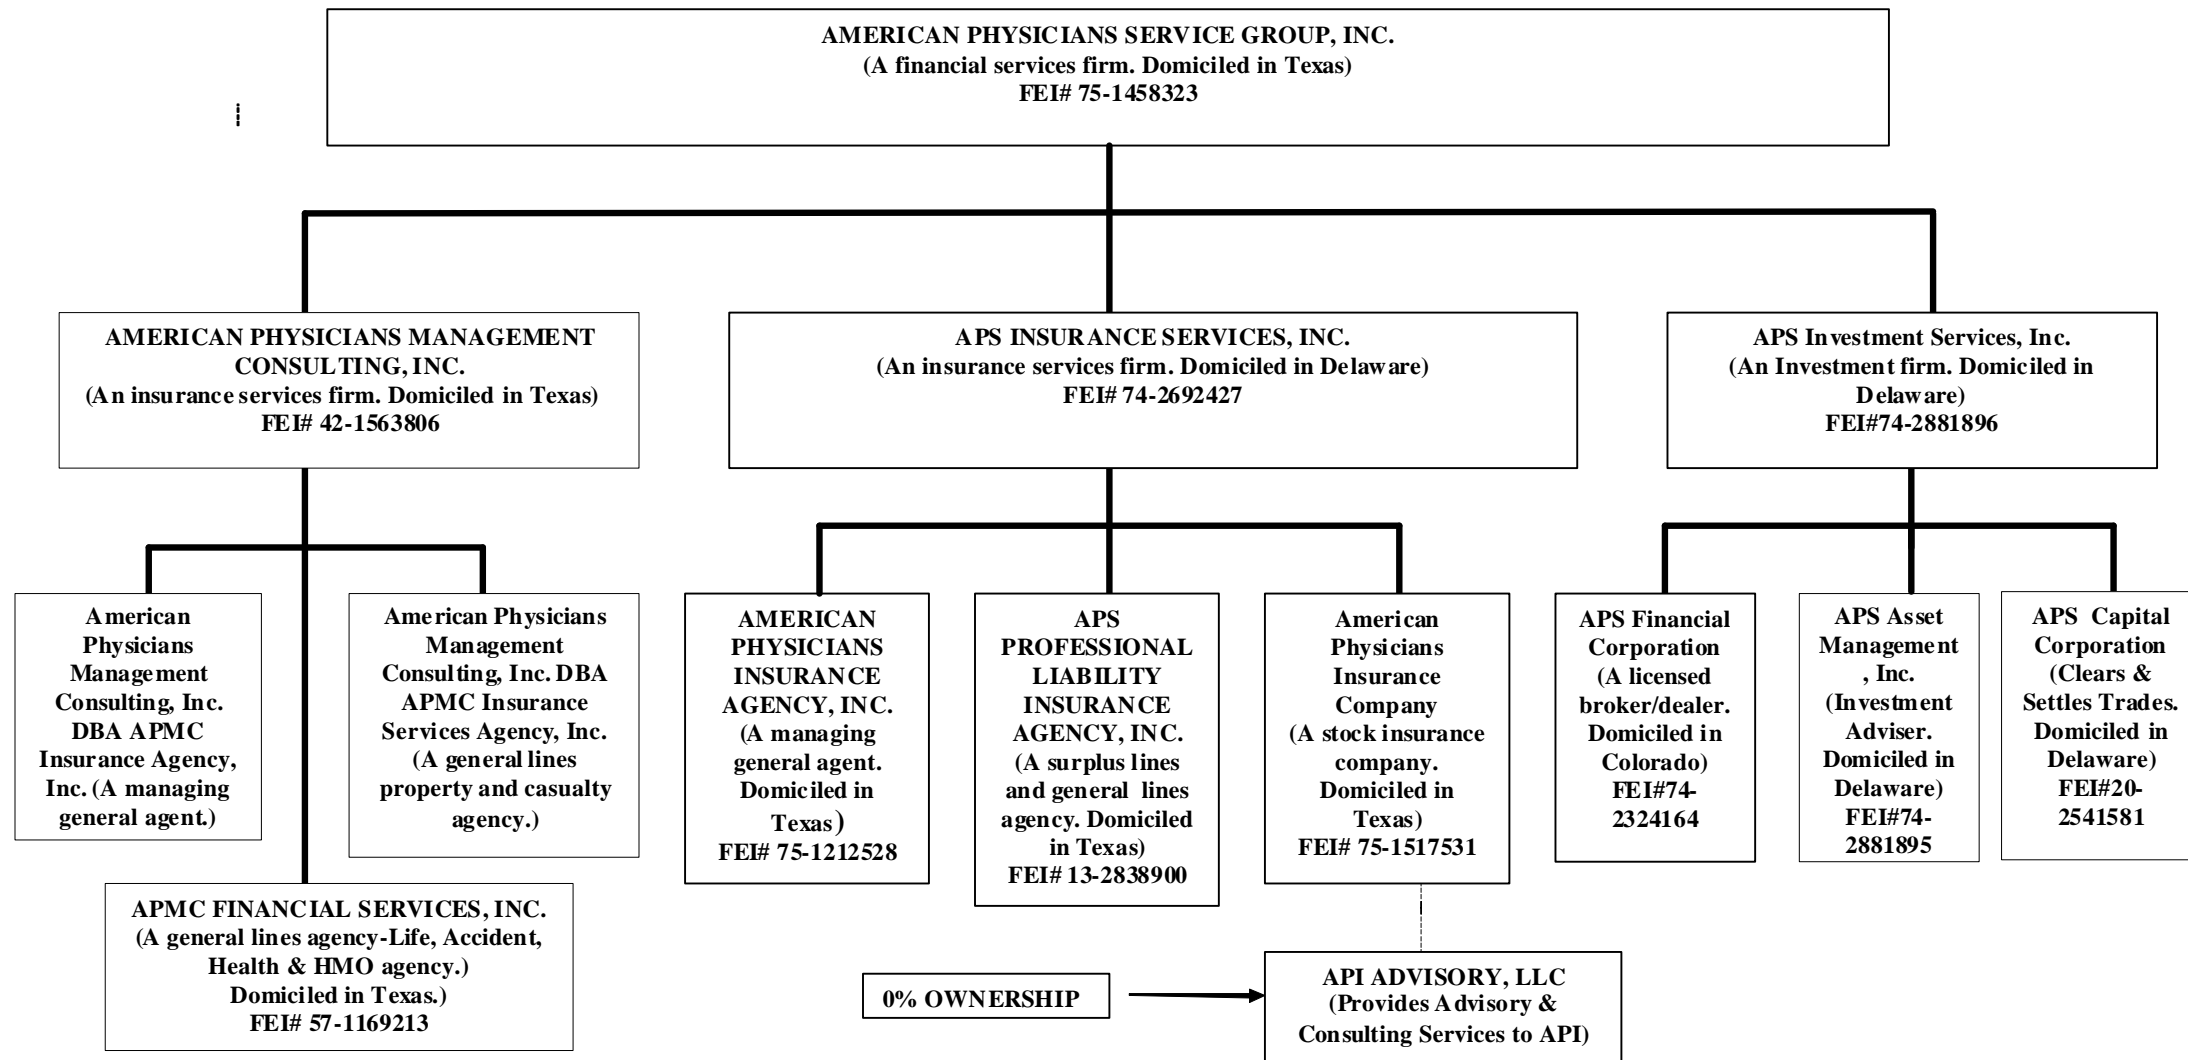 AMERICAN PHYSICIANS SERVICE GROUP, INC.
(A financial services firm. Domiciled in Texas)
FEI# 75-1458323
AMERICAN PHYSICIANS MANAGEMENT
CONSULTING, INC.
(An insurance services firm. Domiciled in Texas)
FEI# 42-1563806
APS INSURANCE SERVICES, INC.
(An insurance services firm. Domiciled in Delaware)
FEI# 74-2692427
APS Investment Services, Inc.
(An Investment firm. Domiciled in
Delaware)
FEI#74-2881896
American
Physicians
Management
Consulting, Inc.
DBA APMC
Insurance Agency,
Inc. (A managing
general agent.)
American Physicians
Management
Consulting, Inc. DBA
APMC Insurance
Services Agency, Inc.
(A general lines
property and casualty
agency.)
AMERICAN
PHYSICIANS
INSURANCE
AGENCY, INC.
(A managing
general agent.
Domiciled in
Texas)
FEI# 75-1212528
APS
PROFESSIONAL
LIABILITY
INSURANCE
AGENCY, INC.
(A surplus lines
and general lines
agency. Domiciled
in Texas)
FEI# 13-2838900
American
Physicians
Insurance
Company
(A stock insurance
company.
Domiciled in
Texas)
FEI# 75-1517531
APS Financial
Corporation
(A licensed
broker/dealer.
Domiciled in
Colorado)
FEI#74-
2324164
APS Asset
Management
, Inc.
(Investment
Adviser.
Domiciled in
Delaware)
FEI#74-
2881895
APS Capital
Corporation
(Clears &
Settles Trades.
Domiciled in
Delaware)
FEI#20-
2541581
APMC FINANCIAL SERVICES, INC.
(A general lines agency-Life, Accident,
Health & HMO agency.)
Domiciled in Texas.)
FEI# 57-1169213
0% OWNERSHIP
API ADVISORY, LLC
(Provides Advisory &
Consulting Services to API)